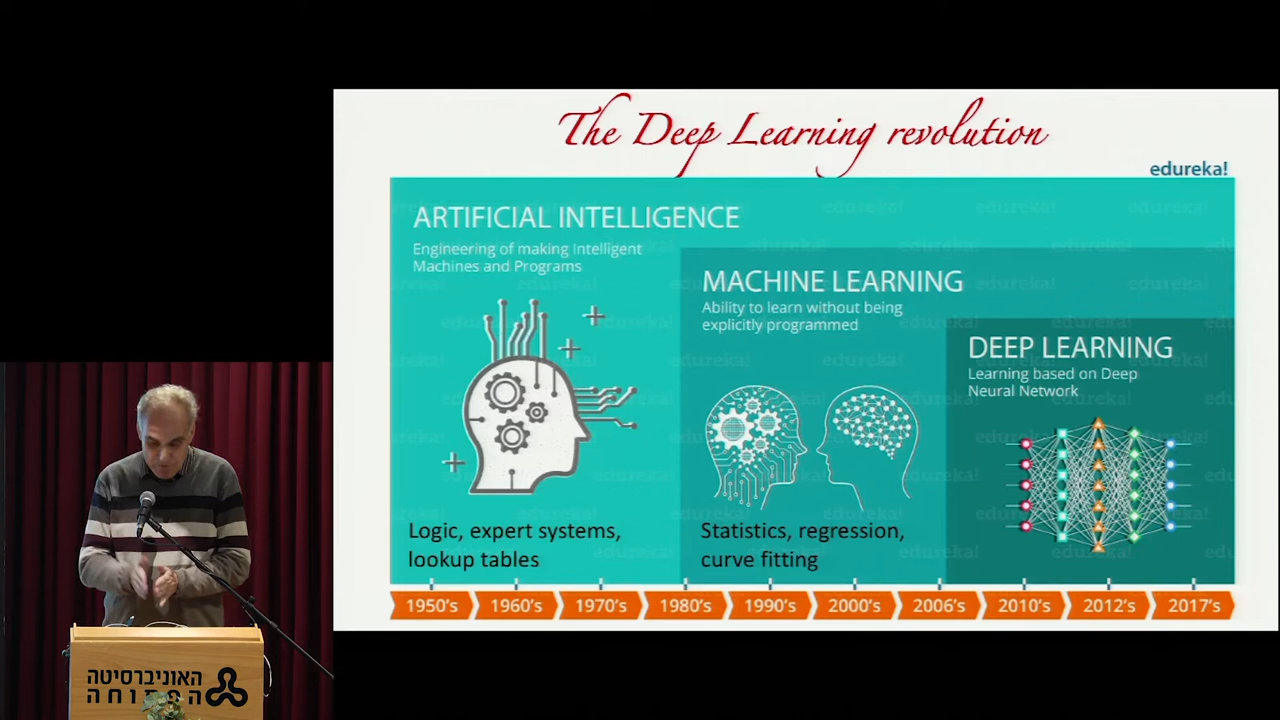 The Deep Learning revolution
edureka!
ARTIFICIAL INTELLIGENCE
Engineering of making Intelligent
Machines and Programs
MACHINE LEARNING
Ability to learn without being
explicitly programmed
DEEP LEARNING
Learning based on Deep
Neural Network
Logic, expert systems,
lookup tables
Statistics, regression,
curve fitting
1950's 1960's 1970's 1980's 1990's 2000's 2006's 2010's 2012's 2017's
האוניברסיטה
הפתוחה